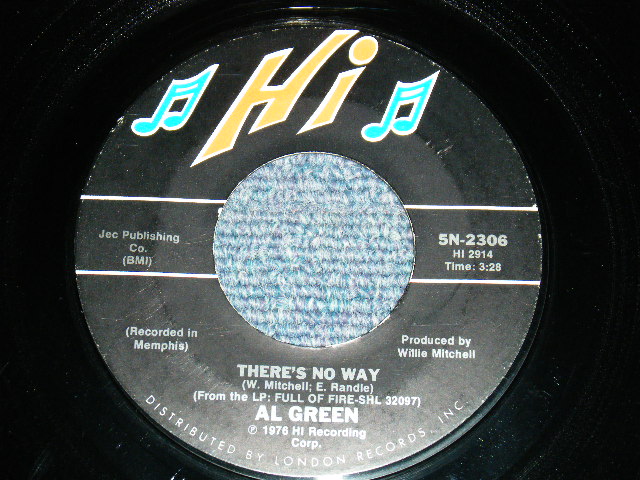 Hi
Jec Publishing
Co.
(BMI)
5N-2306
HI 2914
Time: 3:28
(Recorded in
Memphis)
Produced by
Willie Mitchell
THERE'S NO WAY
(W. Mitchell; E. Randle)
(From the LP: FULL OF FIRE-SHL 32097)
AL GREEN
℗ 1976 HI Recording
Corp.
DISTRIBUTED BY LONDON RECORDS, INC.